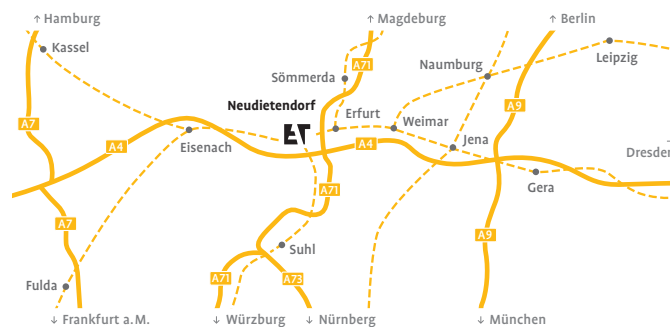 ↑ Hamburg
↑ Magdeburg
↑ Berlin
Kassel
Leipzig
A71
Naumburg
Sömmerda
A9
Neudietendorf
Erfurt
Weimar
A7
ET
A4
A4
Jena
Eisenach
Dresden
Gera
A71
A7
A9
Suhl
A71
A73
Fulda
↓ Frankfurt a.M.
↓ Würzburg
↓ Nürnberg
↓ München